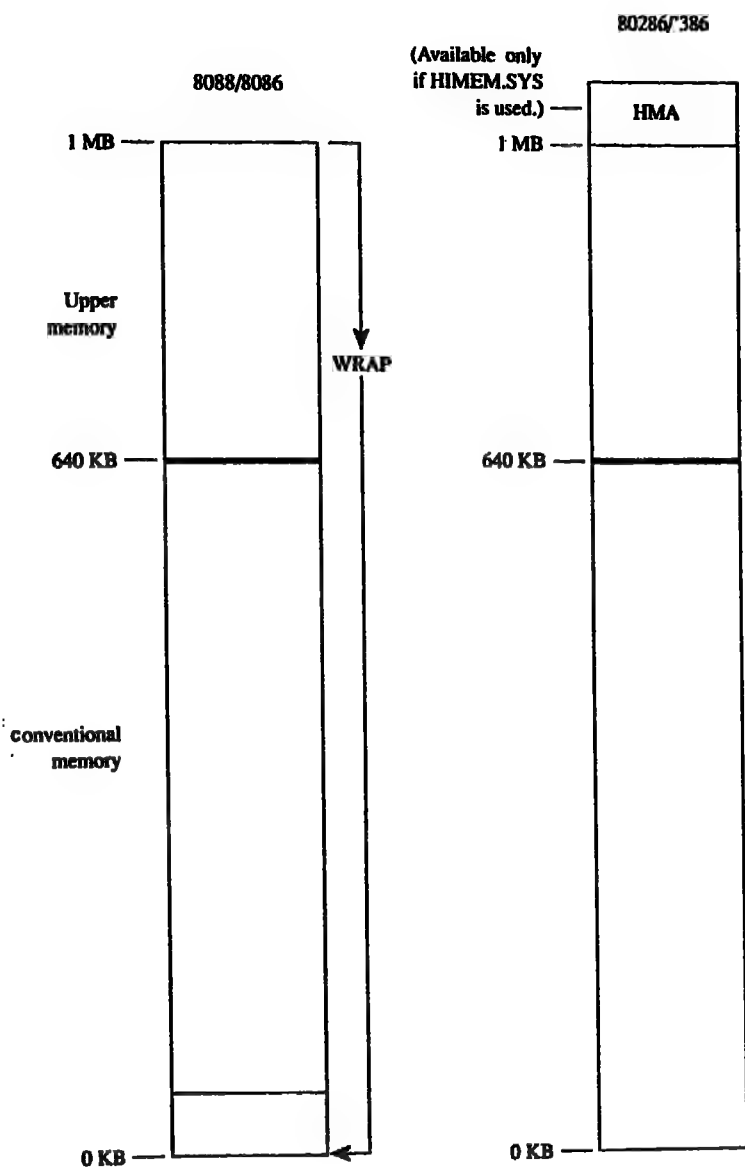 80286/'386
(Available only
if HIMEM.SYS
is used.)
HMA
1 MB
640 KB
0 KB
8088/8086
1 MB
Upper
memory
WRAP
640 KB
conventional
memory
0 KB